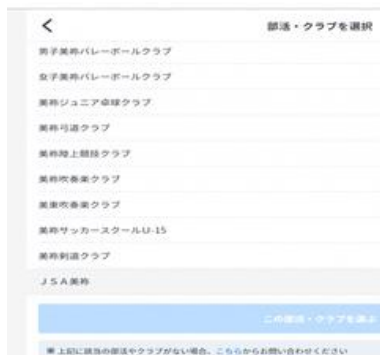 部活・クラブを選択
男子美祢バレーボールクラブ
女子美祢バレーボールクラブ
美祢ジュニア卓球クラブ
美祢弓道クラブ
美祢陸上競技クラブ
美祢吹奏楽クラブ
美東吹奏楽クラブ
美祢サッカースクールU-15
美祢剣道クラブ
JSA美祢
この部活・クラブを選ぶ
※上記に該当の部活やクラブがない場合、こちらからお問い合わせください